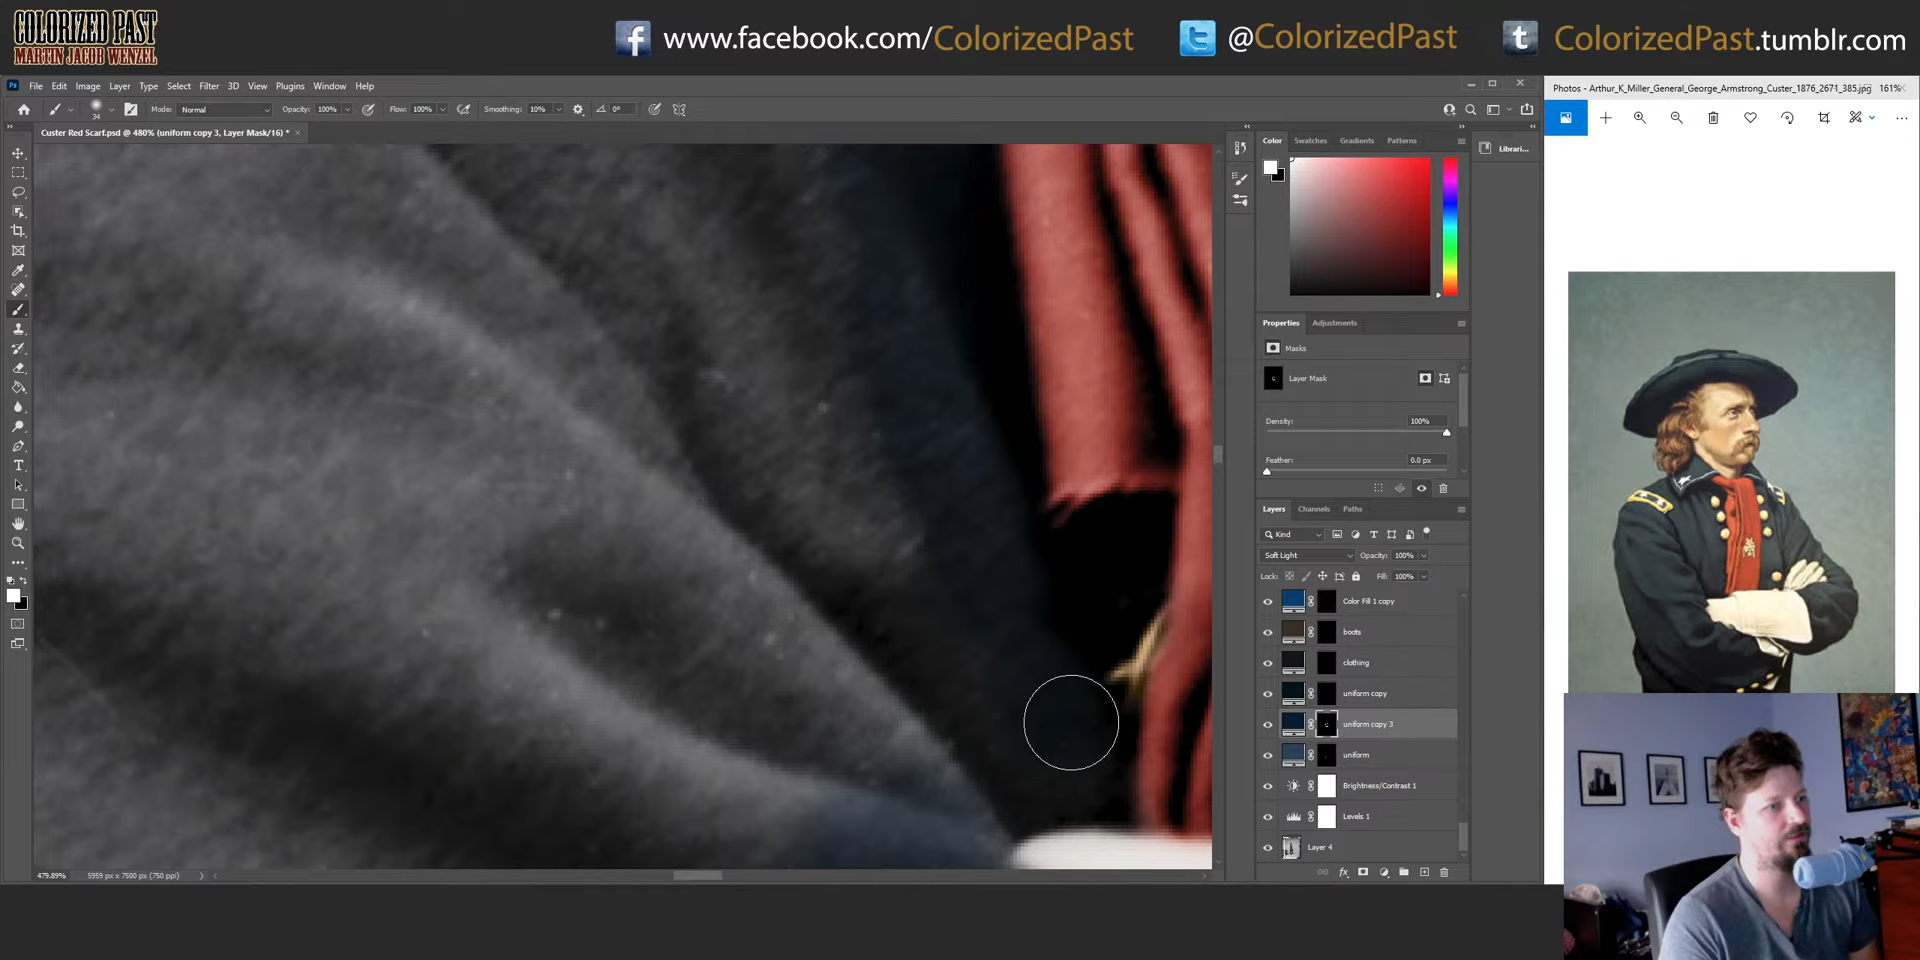 COLORIZED PAST
MARTIN JACOB WENZEL
www.facebook.com/ColorizedPast
@ColorizedPast
ColorizedPast.tumblr.com
Ps File Edit Image Layer Type Select Filter 3D View Plugins Window Help
34 Mode: Normal Opacity: 100% Flow: 100% Smoothing: 10% 0°
Custer Red Scarf.psd @ 480% (uniform copy 3, Layer Mask/16) *
Color Swatches Gradients Patterns
Librari...
Properties Adjustments
Masks
Layer Mask
Density: 100%
Feather: 0.0 px
Layers Channels Paths
Kind
Soft Light Opacity: 100%
Lock: Fill: 100%
Color Fill 1 copy
boots
clothing
uniform copy
uniform copy 3
uniform
Brightness/Contrast 1
Levels 1
Layer 4
fx
479.89% 5959 px x 7500 px (750 ppi)
Photos - Arthur_K_Miller_General_George_Armstrong_Custer_1876_2671_385.jpg 161%